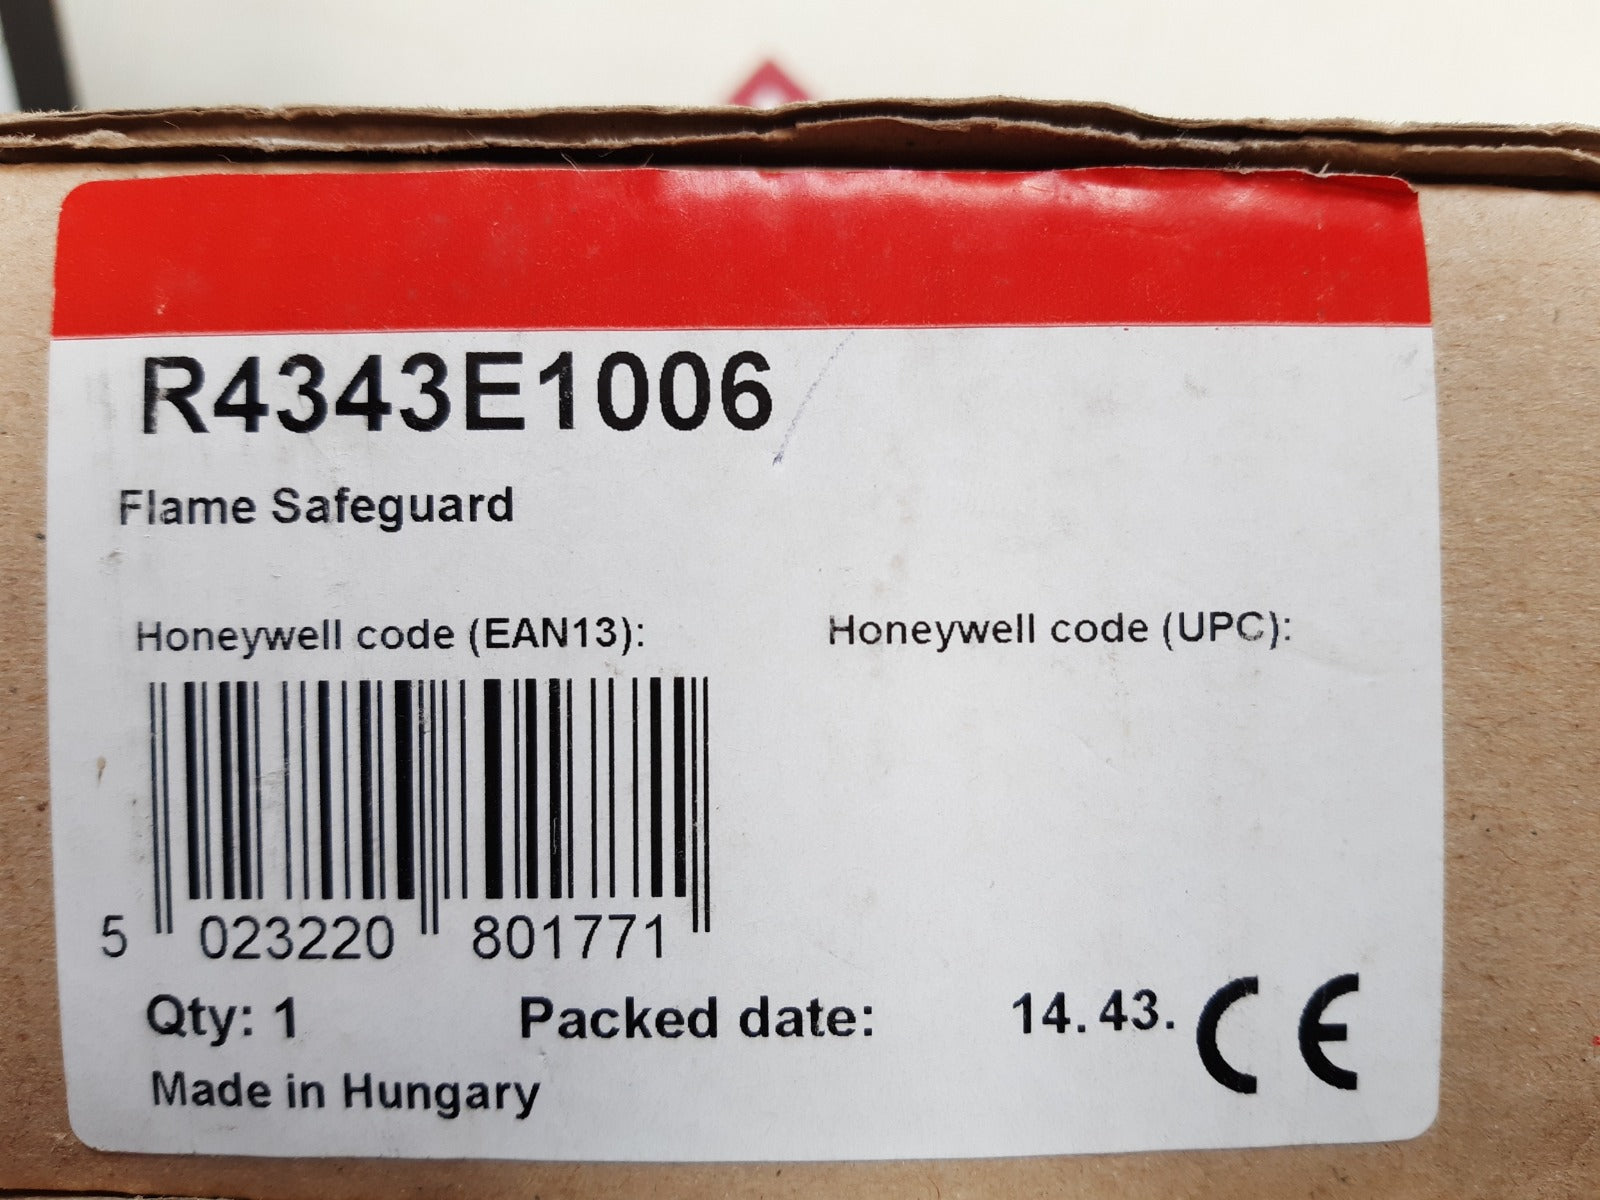 R4343E1006
Flame Safeguard
Honeywell code (EAN13):
Honeywell code (UPC):
5 023220 801771
Qty: 1 Packed date: 14. 43. CE
Made in Hungary